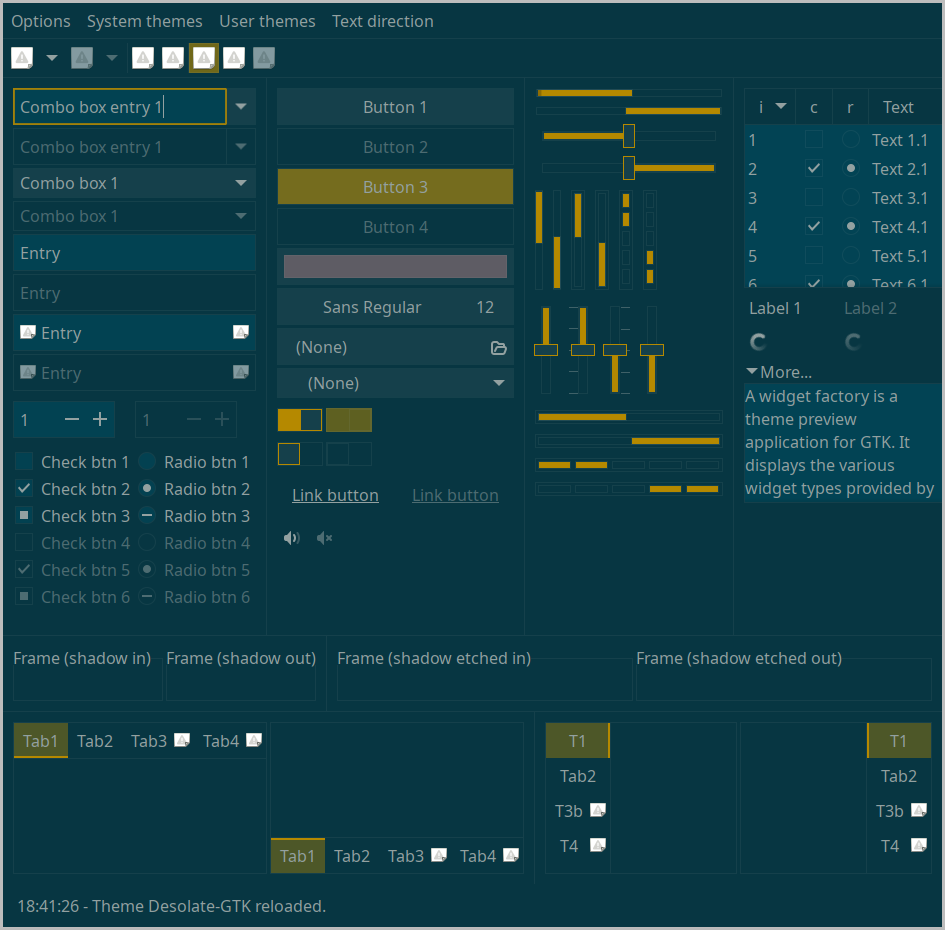 Options System themes User themes Text direction
Combo box entry 1
Combo box entry 1
Combo box 1
Combo box 1
Entry
Entry
Entry
Entry
1
1
Check btn 1 Radio btn 1
Check btn 2 Radio btn 2
Check btn 3 Radio btn 3
Check btn 4 Radio btn 4
Check btn 5 Radio btn 5
Check btn 6 Radio btn 6
Button 1
Button 2
Button 3
Button 4
Sans Regular 12
(None)
(None)
Link button Link button
i c r Text
1 Text 1.1
2 Text 2.1
3 Text 3.1
4 Text 4.1
5 Text 5.1
6 Text 6.1
Label 1 Label 2
More...
A widget factory is a
theme preview
application for GTK. It
displays the various
widget types provided by
Frame (shadow in) Frame (shadow out) Frame (shadow etched in) Frame (shadow etched out)
Tab1 Tab2 Tab3 Tab4
Tab1 Tab2 Tab3 Tab4
T1
Tab2
T3b
T4
T1
Tab2
T3b
T4
18:41:26 - Theme Desolate-GTK reloaded.